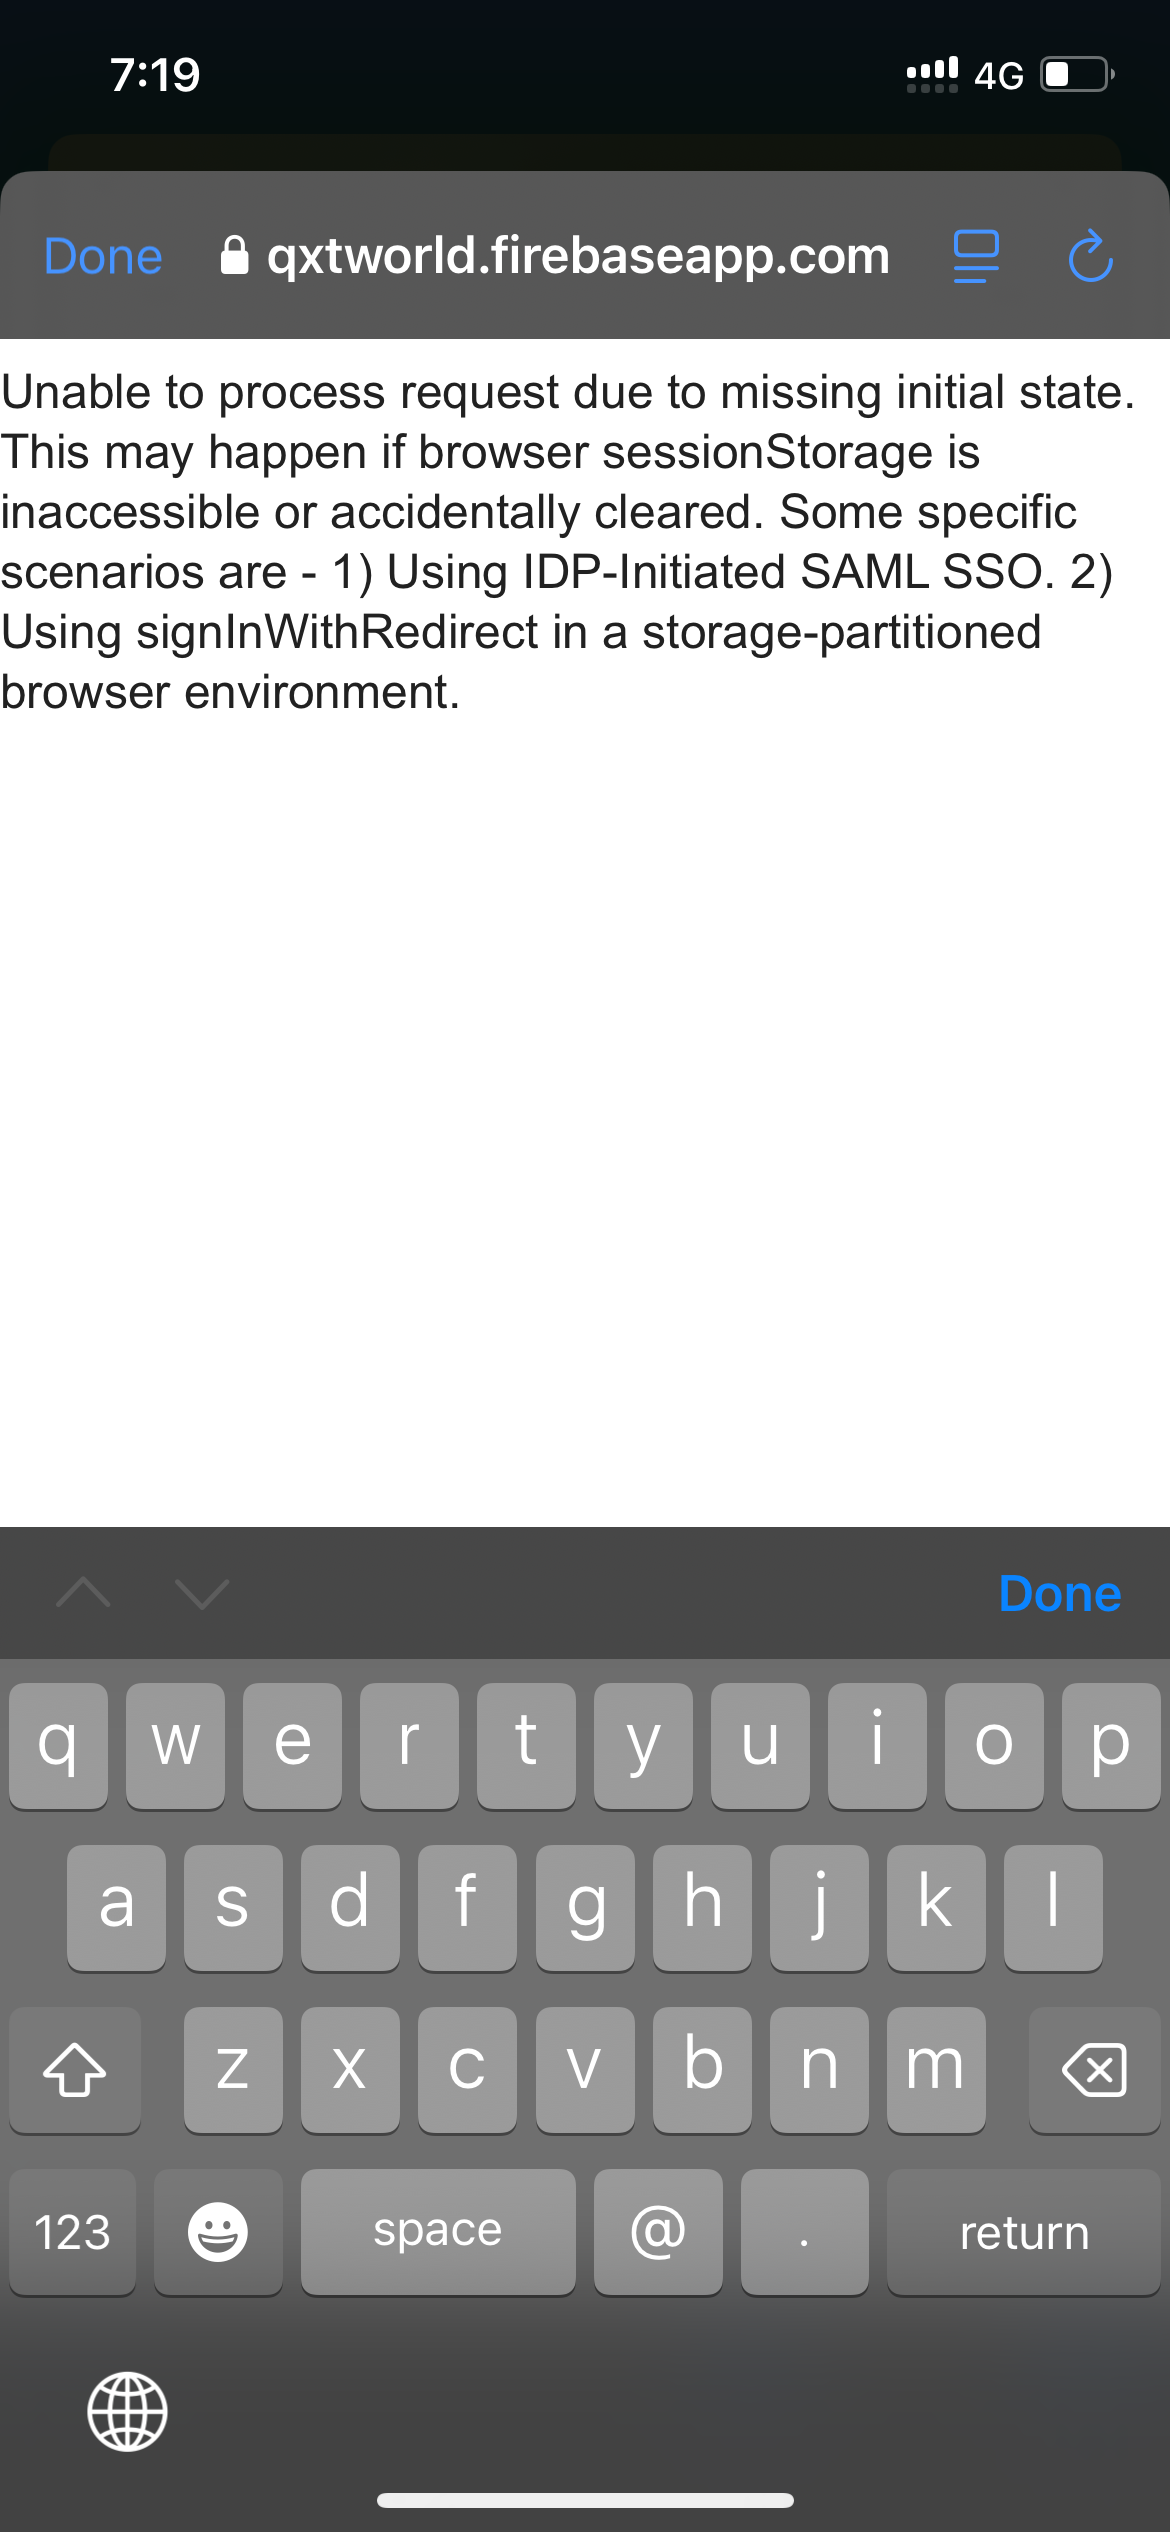 7:19 4G
Done qxtworld.firebaseapp.com
Unable to process request due to missing initial state.
This may happen if browser sessionStorage is
inaccessible or accidentally cleared. Some specific
scenarios are - 1) Using IDP-Initiated SAML SSO. 2)
Using signInWithRedirect in a storage-partitioned
browser environment.
Done
q w e r t y u i o p
a s d f g h j k l
z x c v b n m
123 space @ . return